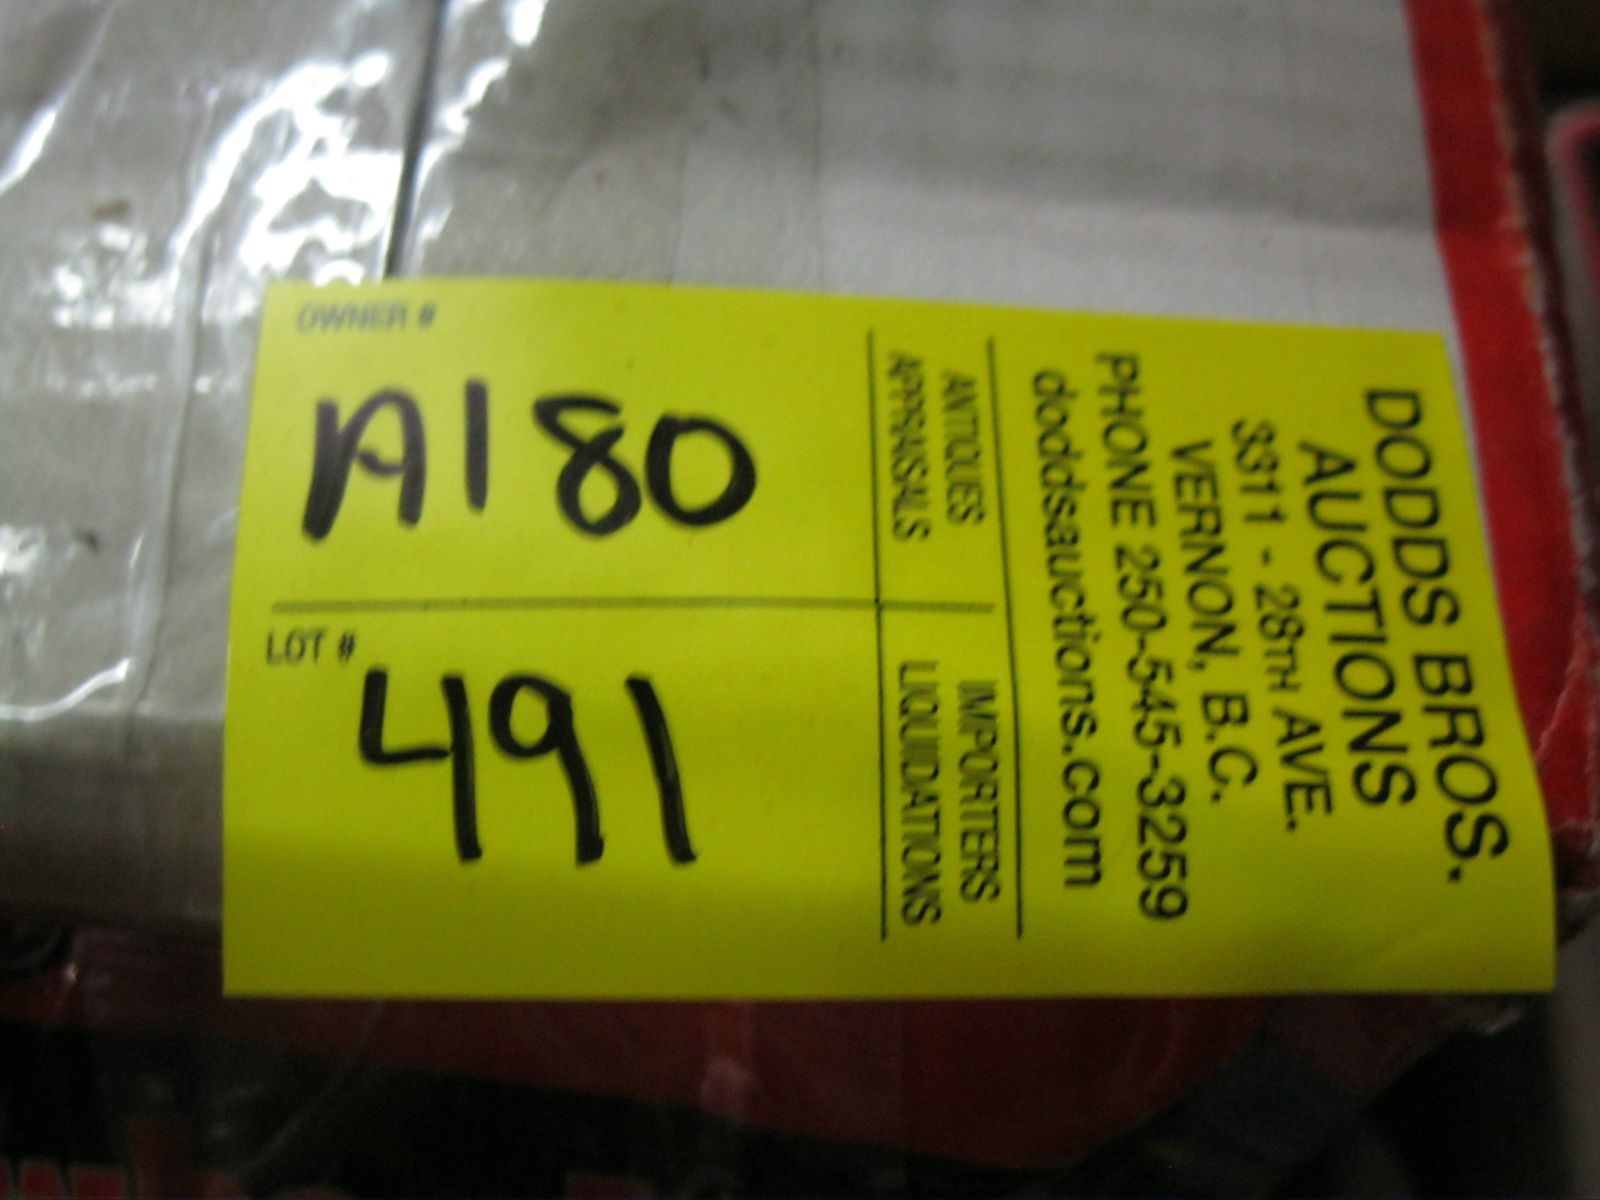 DODDS BROS.
AUCTIONS
3311 - 28TH AVE.
VERNON, B.C.
PHONE 250-545-3259
doddsauctions.com
ANTIQUES
APPRAISALS
IMPORTERS
LIQUIDATIONS
OWNER #
A180
LOT #
491